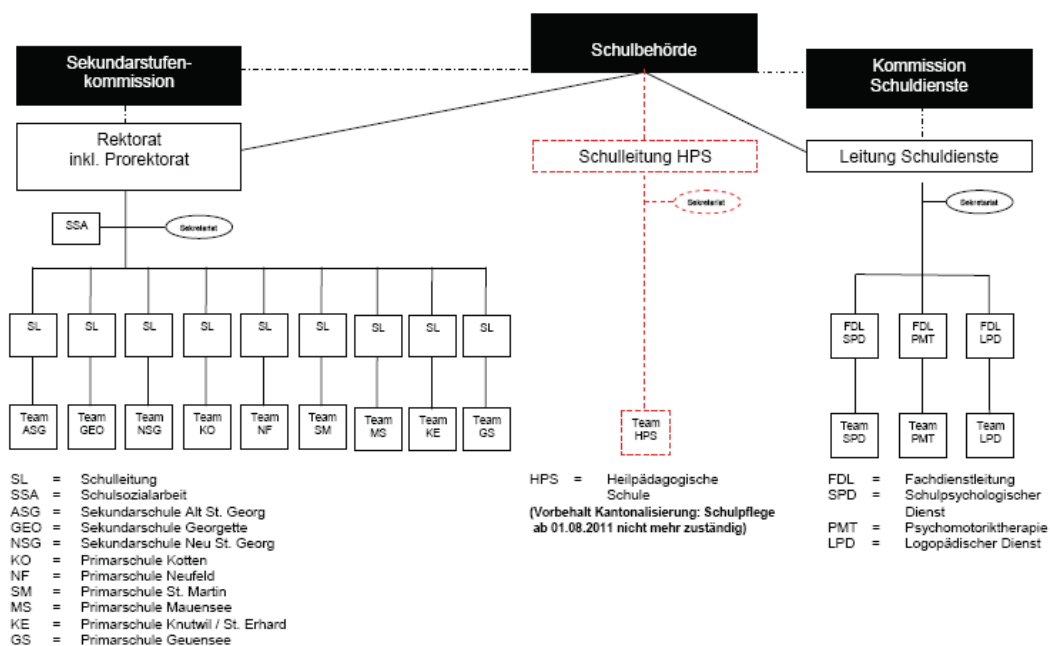 Schulbehörde
Sekundarstufen-
kommission
Kommission
Schuldienste
Rektorat
inkl. Prorektorat
Schulleitung HPS
Leitung Schuldienste
SSA
Sekretariat
Sekretariat
Sekretariat
SL
SL
SL
SL
SL
SL
SL
SL
SL
FDL
SPD
FDL
PMT
FDL
LPD
Team
ASG
Team
GEO
Team
NSG
Team
KO
Team
NF
Team
SM
Team
MS
Team
KE
Team
GS
Team
HPS
Team
SPD
Team
PMT
Team
LPD
SL = Schulleitung
SSA = Schulsozialarbeit
ASG = Sekundarschule Alt St. Georg
GEO = Sekundarschule Georgette
NSG = Sekundarschule Neu St. Georg
KO = Primarschule Kotten
NF = Primarschule Neufeld
SM = Primarschule St. Martin
MS = Primarschule Mauensee
KE = Primarschule Knutwil / St. Erhard
GS = Primarschule Geuensee
HPS = Heilpädagogische
Schule
(Vorbehalt Kantonalisierung: Schulpflege
ab 01.08.2011 nicht mehr zuständig)
FDL = Fachdienstleitung
SPD = Schulpsychologischer
Dienst
PMT = Psychomotoriktherapie
LPD = Logopädischer Dienst